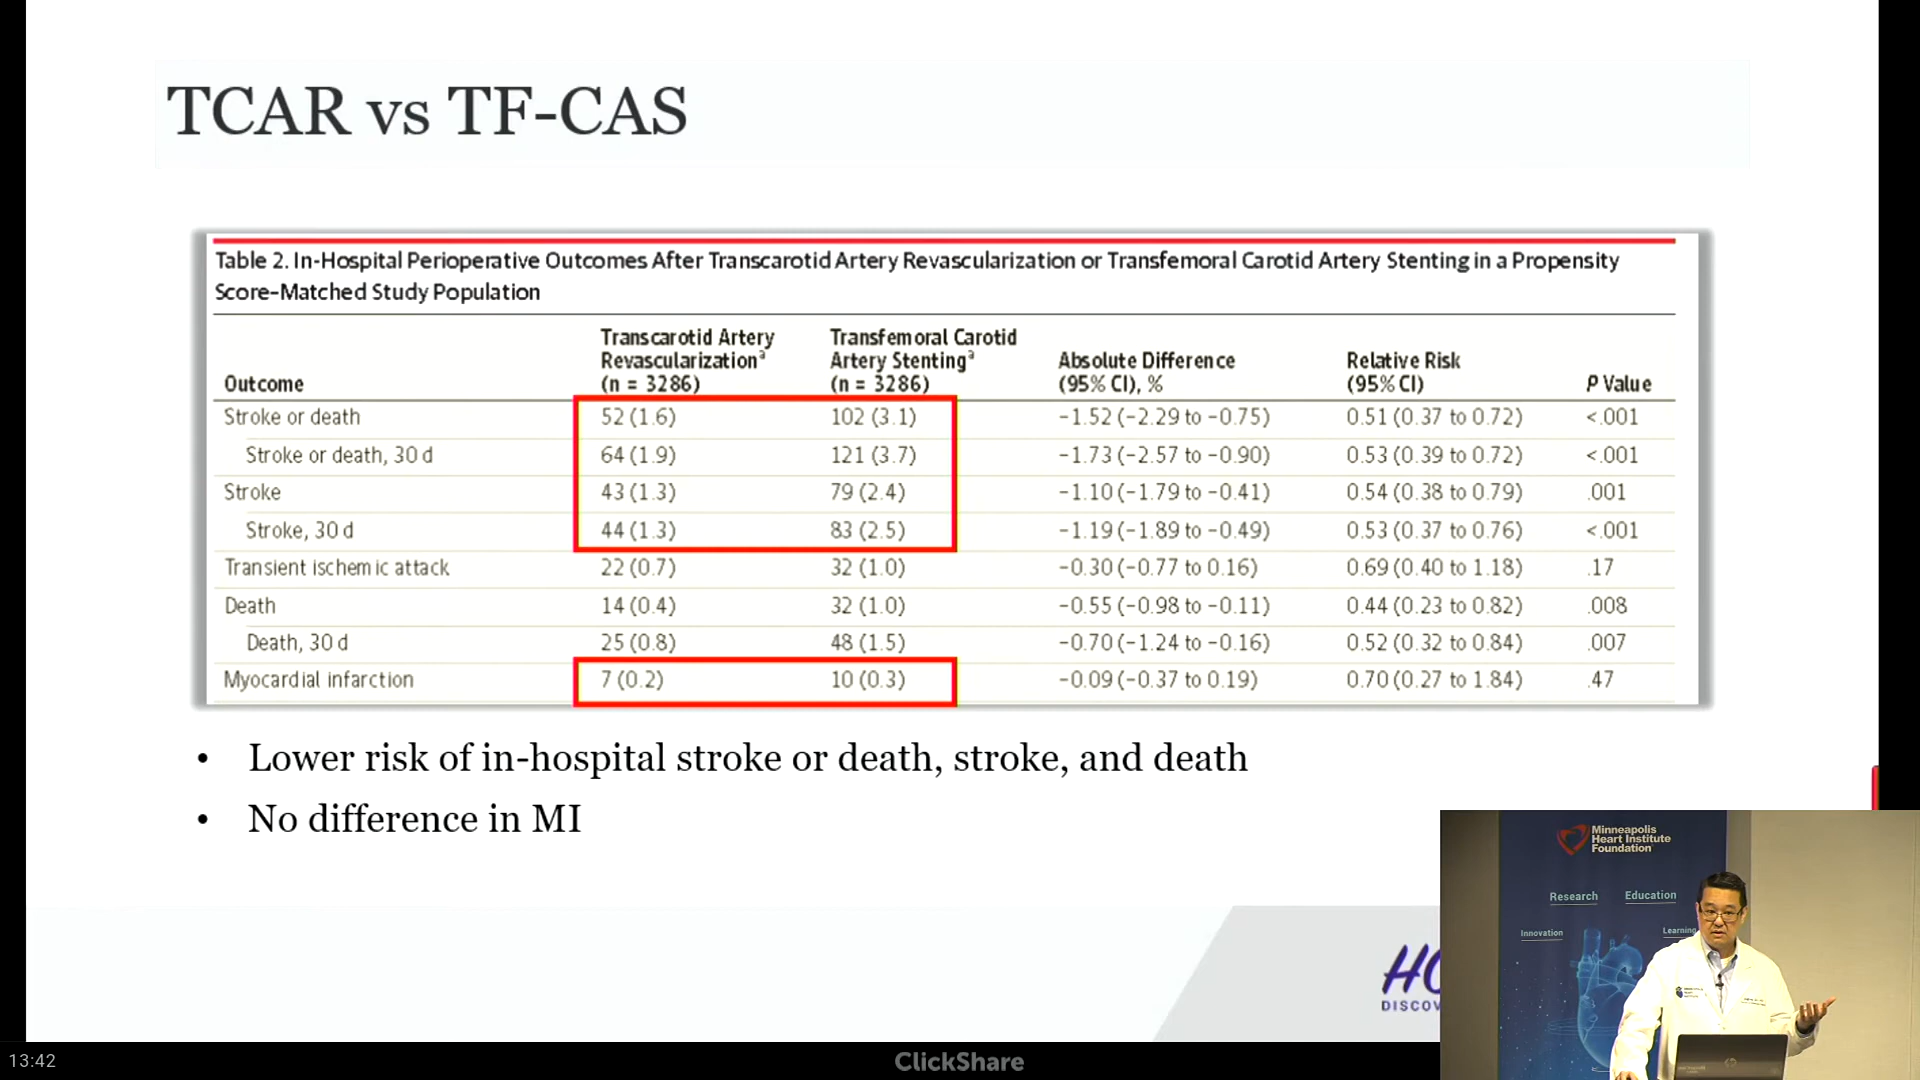 TCAR vs TF-CAS
Table 2. In-Hospital Perioperative Outcomes After Transcarotid Artery Revascularization or Transfemoral Carotid Artery Stenting in a Propensity
Score-Matched Study Population
Outcome Transcarotid Artery Revascularizationᵃ (n = 3286) Transfemoral Carotid Artery Stentingᵃ (n = 3286) Absolute Difference (95% CI), % Relative Risk (95% CI) P Value
Stroke or death 52 (1.6) 102 (3.1) −1.52 (−2.29 to −0.75) 0.51 (0.37 to 0.72) <.001
Stroke or death, 30 d 64 (1.9) 121 (3.7) −1.73 (−2.57 to −0.90) 0.53 (0.39 to 0.72) <.001
Stroke 43 (1.3) 79 (2.4) −1.10 (−1.79 to −0.41) 0.54 (0.38 to 0.79) .001
Stroke, 30 d 44 (1.3) 83 (2.5) −1.19 (−1.89 to −0.49) 0.53 (0.37 to 0.76) <.001
Transient ischemic attack 22 (0.7) 32 (1.0) −0.30 (−0.77 to 0.16) 0.69 (0.40 to 1.18) .17
Death 14 (0.4) 32 (1.0) −0.55 (−0.98 to −0.11) 0.44 (0.23 to 0.82) .008
Death, 30 d 25 (0.8) 48 (1.5) −0.70 (−1.24 to −0.16) 0.52 (0.32 to 0.84) .007
Myocardial infarction 7 (0.2) 10 (0.3) −0.09 (−0.37 to 0.19) 0.70 (0.27 to 1.84) .47
• Lower risk of in-hospital stroke or death, stroke, and death
• No difference in MI
Minneapolis
Heart Institute
Foundation
Research Education
Innovation Learning
13:42
ClickShare